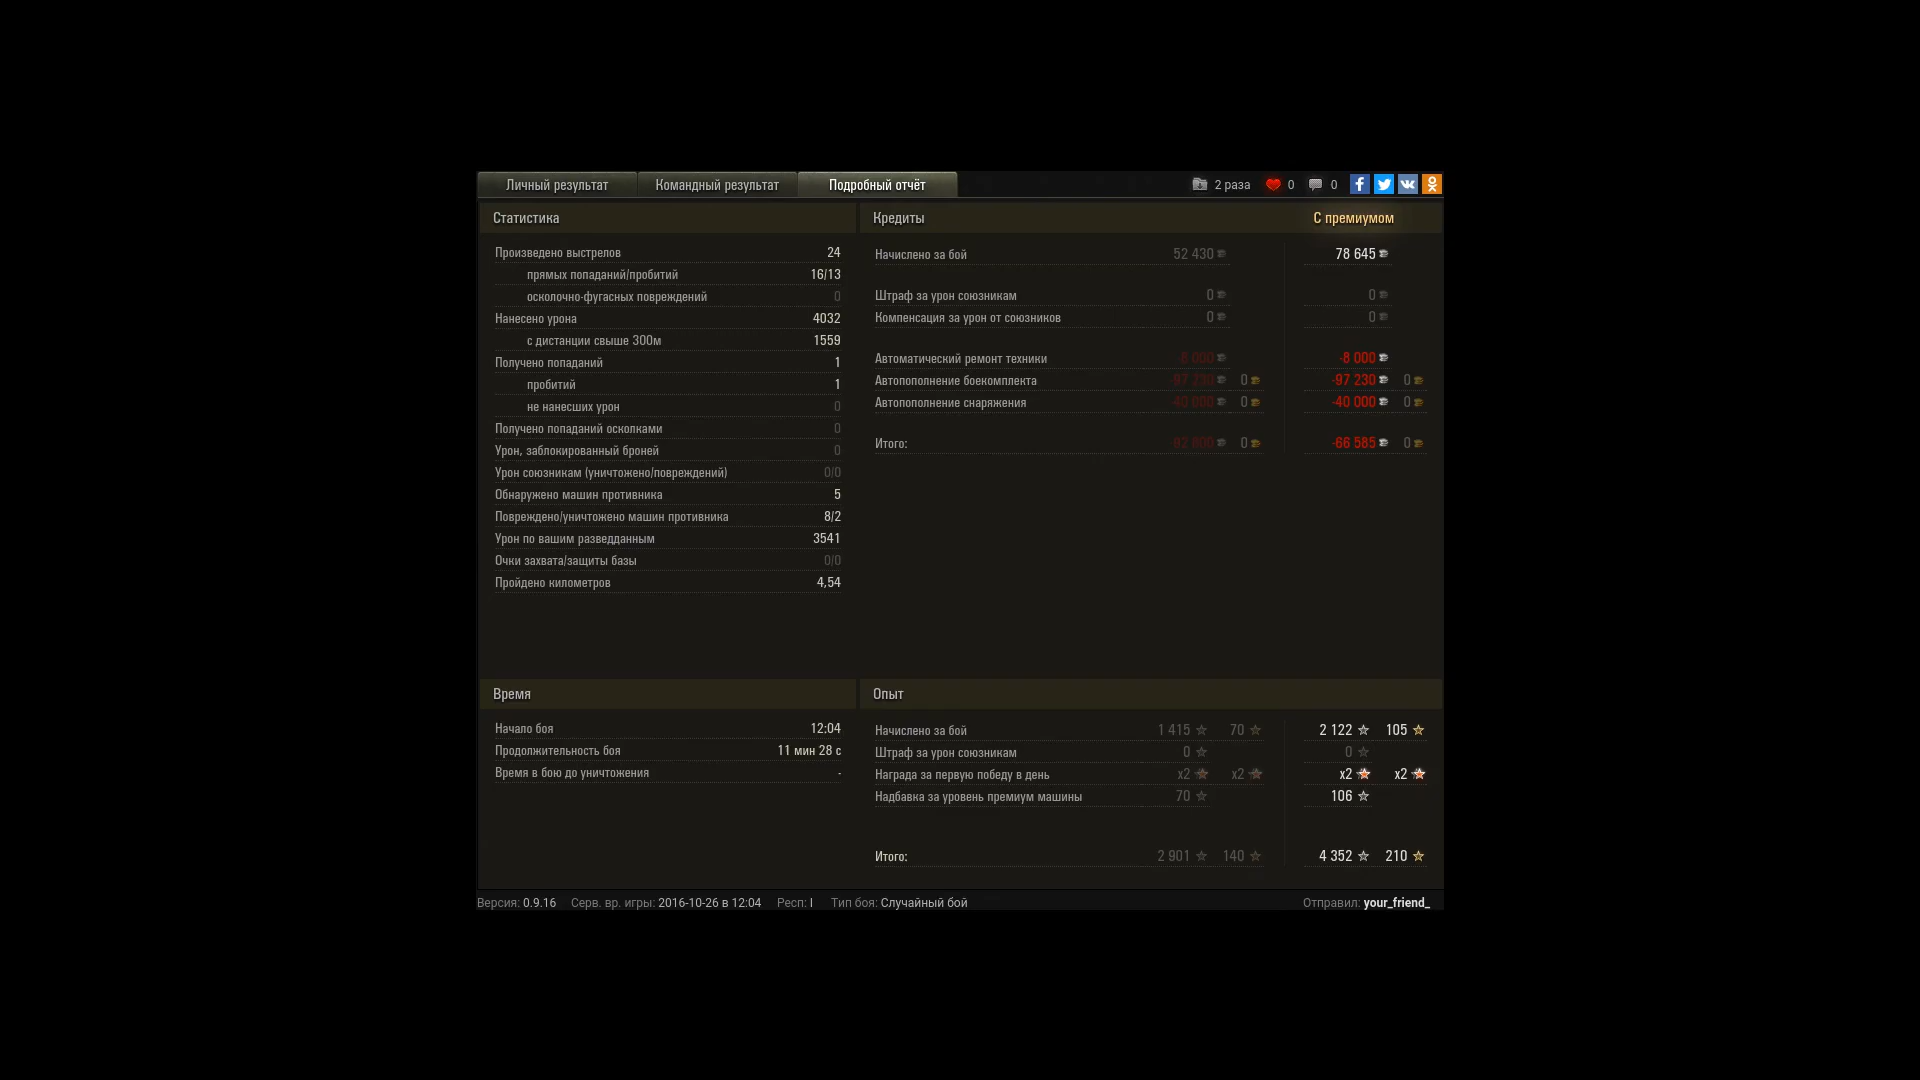 Личный результат Командный результат Подробный отчёт 2 раза 0 0
Статистика
Произведено выстрелов 24
прямых попаданий/пробитий 16/13
осколочно-фугасных повреждений 0
Нанесено урона 4032
с дистанции свыше 300м 1559
Получено попаданий 1
пробитий 1
не нанесших урон 0
Получено попаданий осколками 0
Урон, заблокированный броней 0
Урон союзникам (уничтожено/повреждений) 0/0
Обнаружено машин противника 5
Повреждено/уничтожено машин противника 8/2
Урон по вашим разведданным 3541
Очки захвата/защиты базы 0/0
Пройдено километров 4,54
Кредиты С премиумом
Начислено за бой 52 430 78 645
Штраф за урон союзникам 0 0
Компенсация за урон от союзников 0 0
Автоматический ремонт техники -8 000 -8 000
Автопополнение боекомплекта -97 230 0 -97 230 0
Автопополнение снаряжения -40 000 0 -40 000 0
Итого: -92 800 0 -66 585 0
Время
Начало боя 12:04
Продолжительность боя 11 мин 28 с
Время в бою до уничтожения -
Опыт
Начислено за бой 1 415 70 2 122 105
Штраф за урон союзникам 0 0
Награда за первую победу в день x2 x2 x2 x2
Надбавка за уровень премиум машины 70 106
Итого: 2 901 140 4 352 210
Версия: 0.9.16 Серв. вр. игры: 2016-10-26 в 12:04 Респ: I Тип боя: Случайный бой Отправил: your_friend_